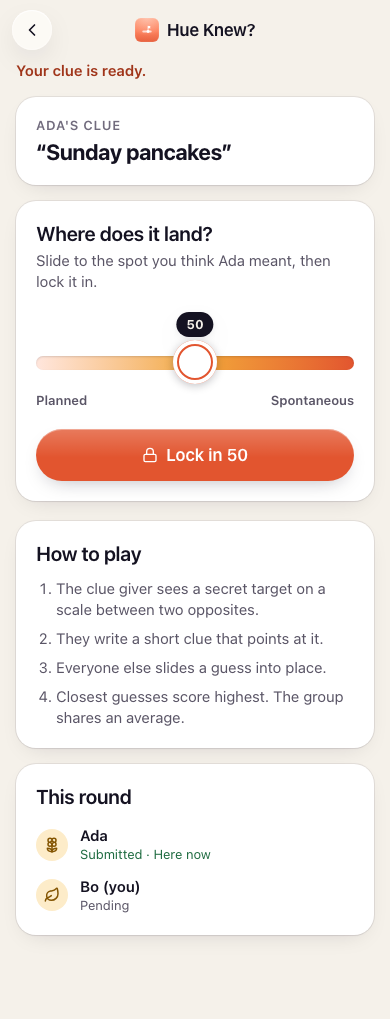 Hue Knew?
Your clue is ready.
ADA'S CLUE
“Sunday pancakes”
Where does it land?
Slide to the spot you think Ada meant, then
lock it in.
50
Planned
Spontaneous
Lock in 50
How to play
1. The clue giver sees a secret target on a
scale between two opposites.
2. They write a short clue that points at it.
3. Everyone else slides a guess into place.
4. Closest guesses score highest. The group
shares an average.
This round
Ada
Submitted · Here now
Bo (you)
Pending